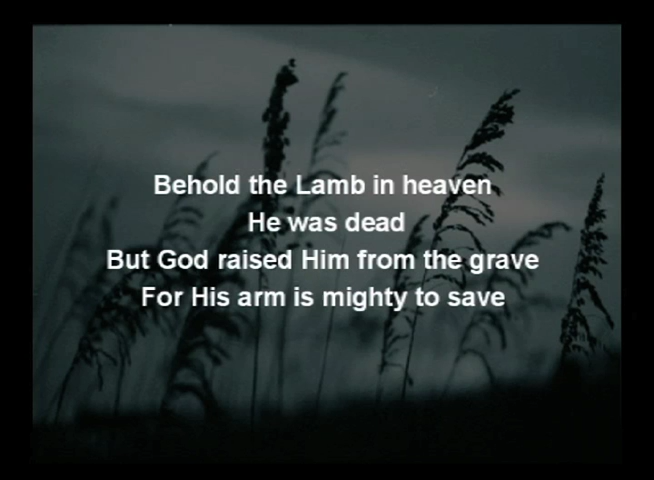 Behold the Lamb in heaven
He was dead
But God raised Him from the grave
For His arm is mighty to save